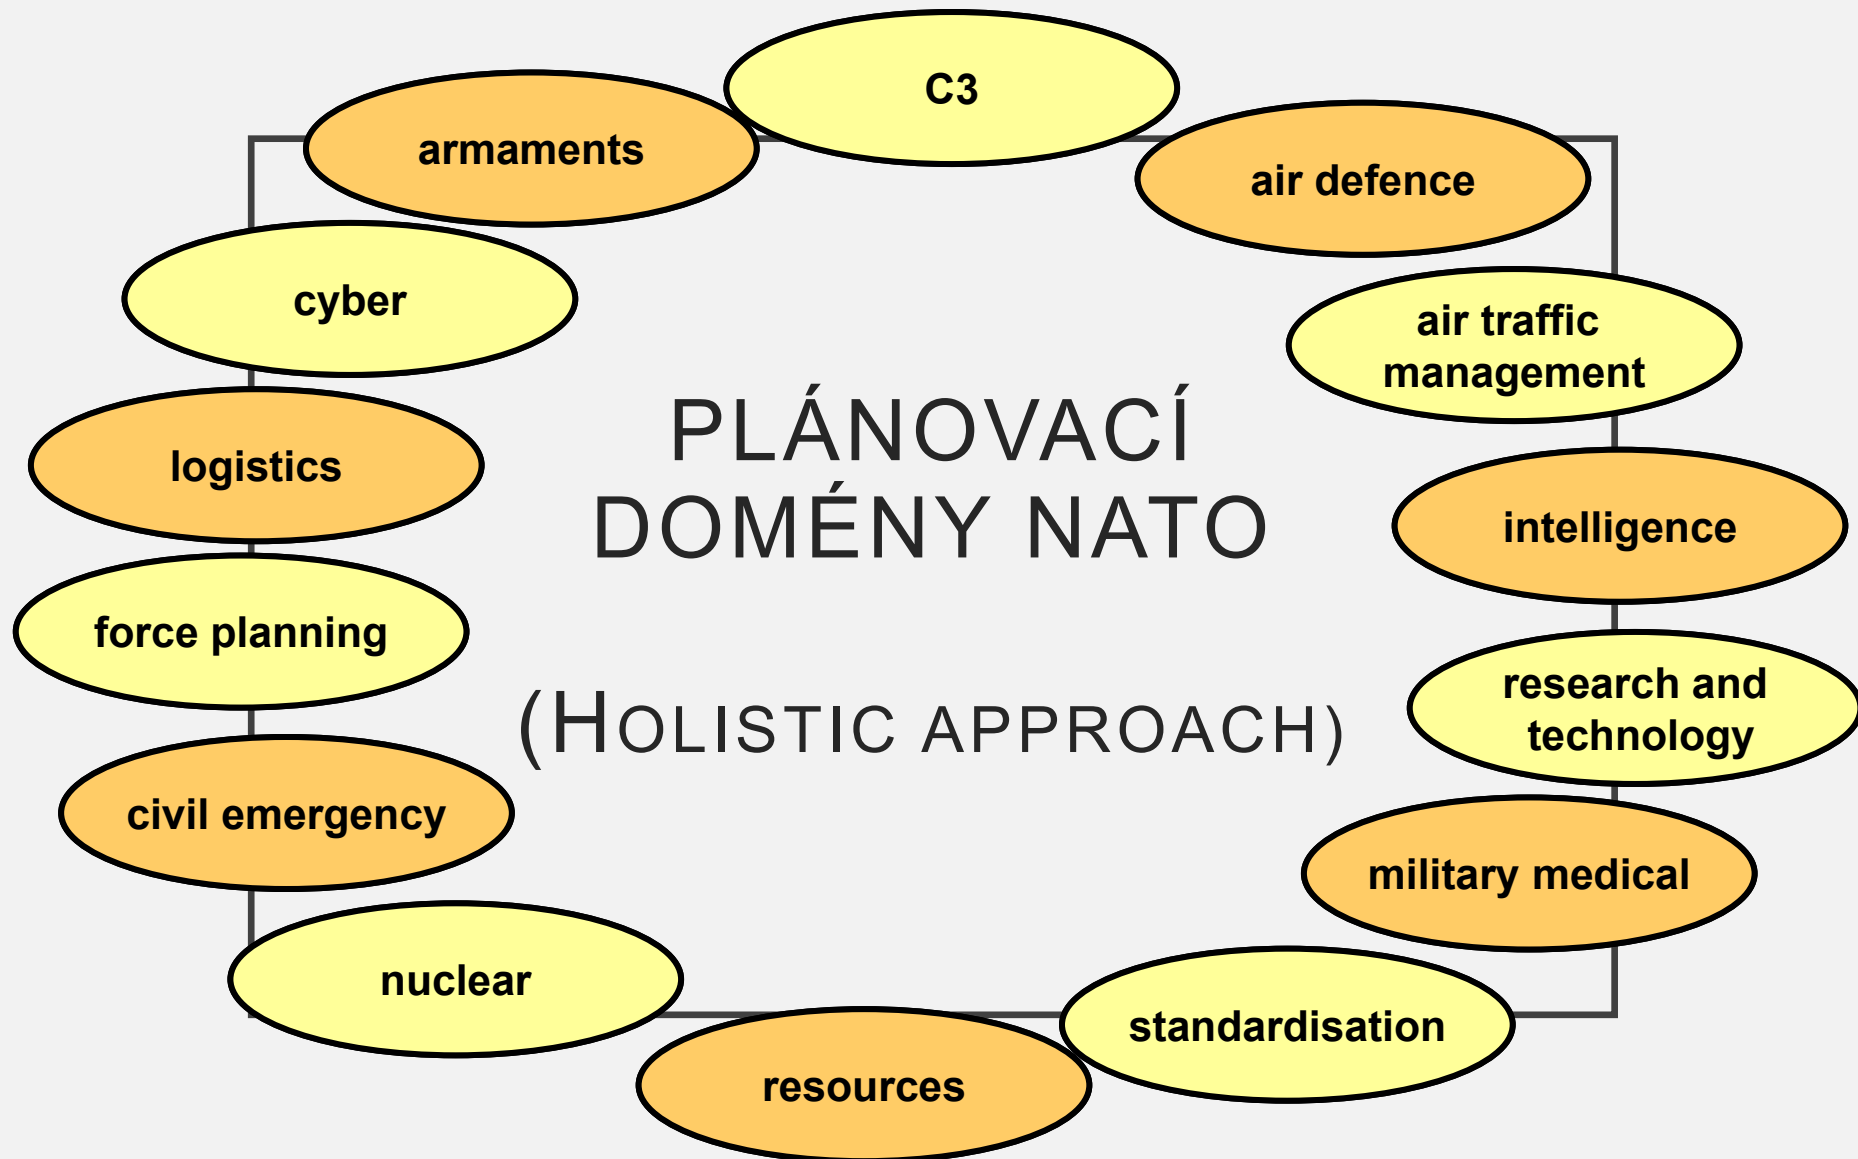 C3
armaments
air defence
cyber
air traffic
management
PLÁNOVACÍ
DOMÉNY NATO
logistics
intelligence
force planning
(HOLISTIC APPROACH)
research and
technology
civil emergency
military medical
nuclear
standardisation
resources